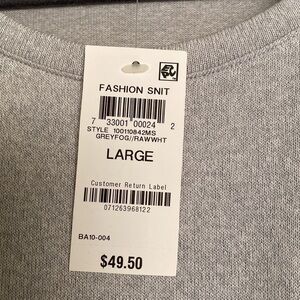 FASHION SNIT
7 33001 00024 2
STYLE 100110842MS
GREYFOG//RAWWHT
LARGE
Customer Return Label
071263968122
BA10-004
$49.50